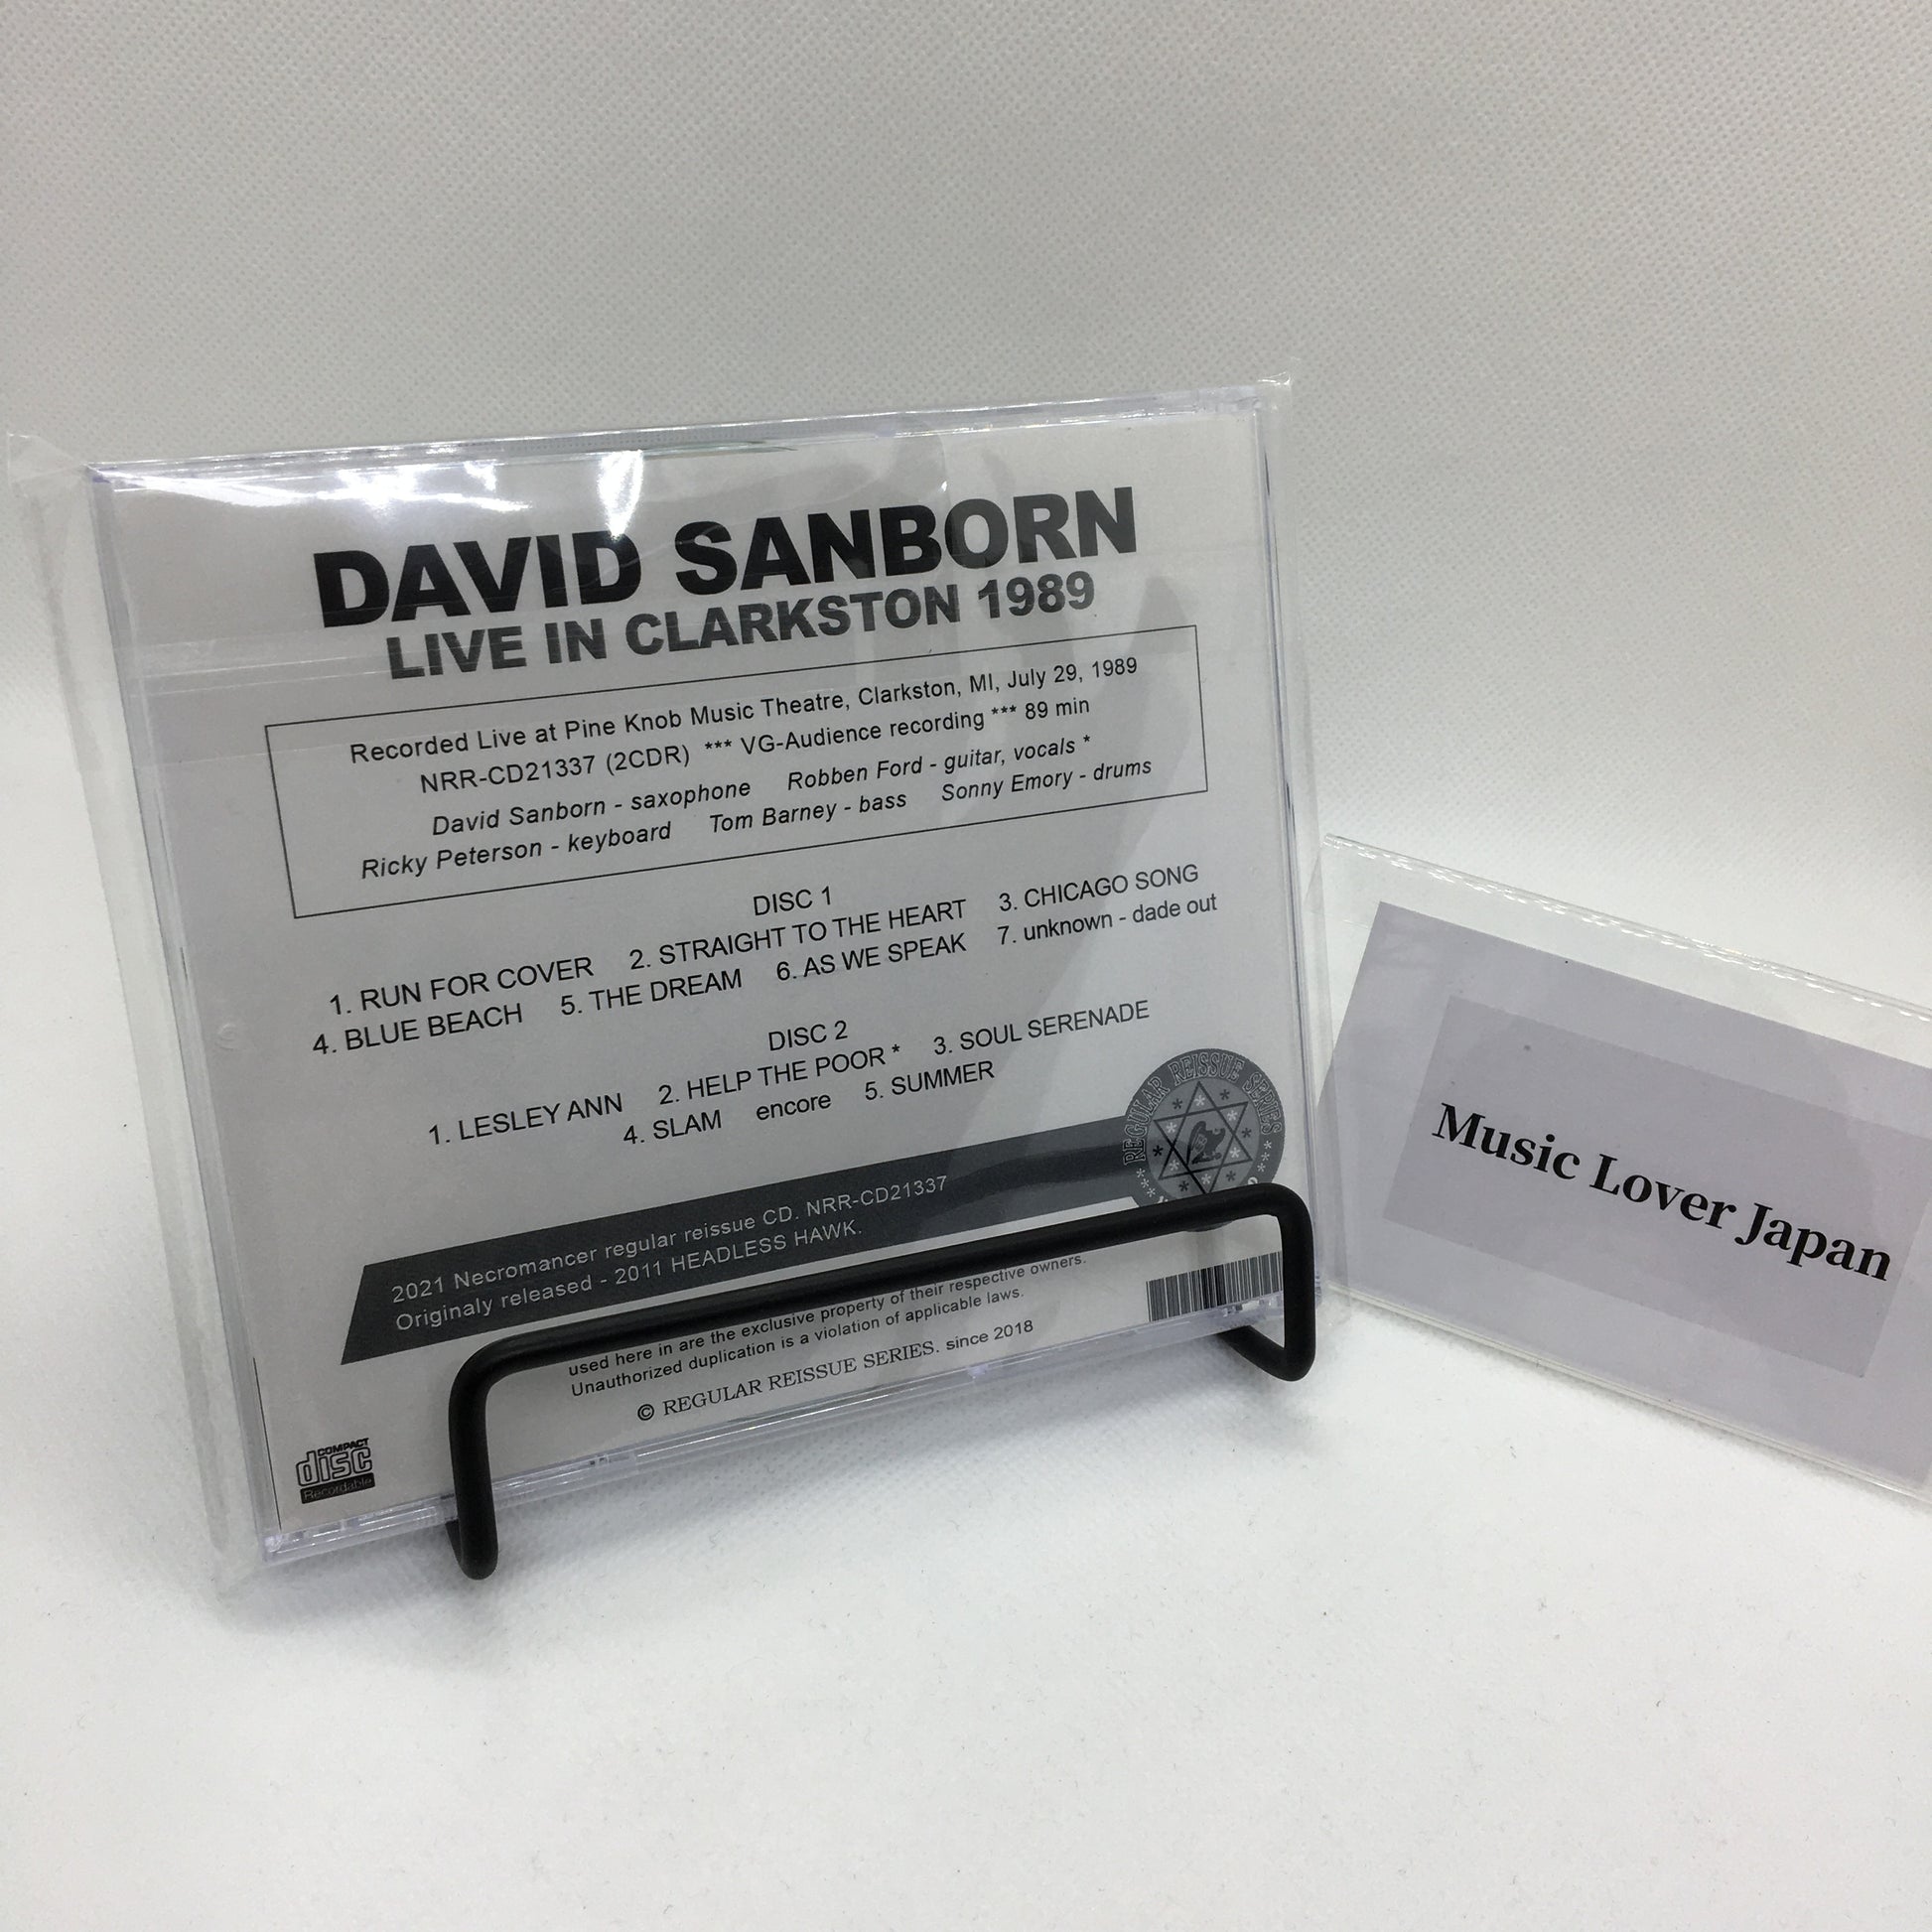 DAVID SANBORN
LIVE IN CLARKSTON 1989
Recorded Live at Pine Knob Music Theatre, Clarkston, MI, July 29, 1989
NRR-CD21337 (2CDR) *** VG-Audience recording *** 89 min
David Sanborn - saxophone Robben Ford - guitar, vocals *
Ricky Peterson - keyboard Tom Barney - bass Sonny Emory - drums
DISC 1
1. RUN FOR COVER 2. STRAIGHT TO THE HEART 3. CHICAGO SONG
4. BLUE BEACH 5. THE DREAM 6. AS WE SPEAK 7. unknown - dade out
DISC 2
1. LESLEY ANN 2. HELP THE POOR * 3. SOUL SERENADE
4. SLAM encore 5. SUMMER
REGULAR REISSUE SERIES
2021 Necromancer regular reissue CD. NRR-CD21337
Originaly released - 2011 HEADLESS HAWK.
used here in are the exclusive property of their respective owners.
Unauthorized duplication is a violation of applicable laws.
© REGULAR REISSUE SERIES. since 2018
COMPACT
disc
Recordable
Music Lover Japan